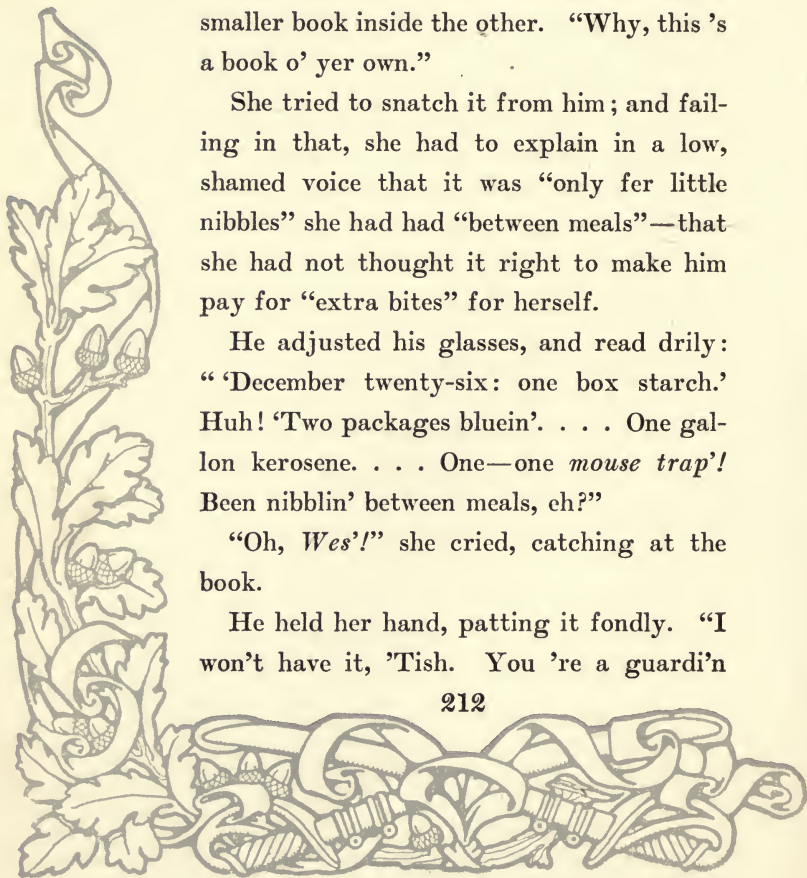 smaller book inside the other. “Why, this ’s
a book o’ yer own.”
She tried to snatch it from him; and fail-
ing in that, she had to explain in a low,
shamed voice that it was “only fer little
nibbles” she had had “between meals”—that
she had not thought it right to make him
pay for “extra bites” for herself.
He adjusted his glasses, and read drily:
“ ‘December twenty-six: one box starch.’
Huh! ‘Two packages bluein’. . . . One gal-
lon kerosene. . . . One—one mouse trap’!
Been nibblin’ between meals, eh?”
“Oh, Wes’!” she cried, catching at the
book.
He held her hand, patting it fondly. “I
won’t have it, ’Tish. You ’re a guardi’n
212